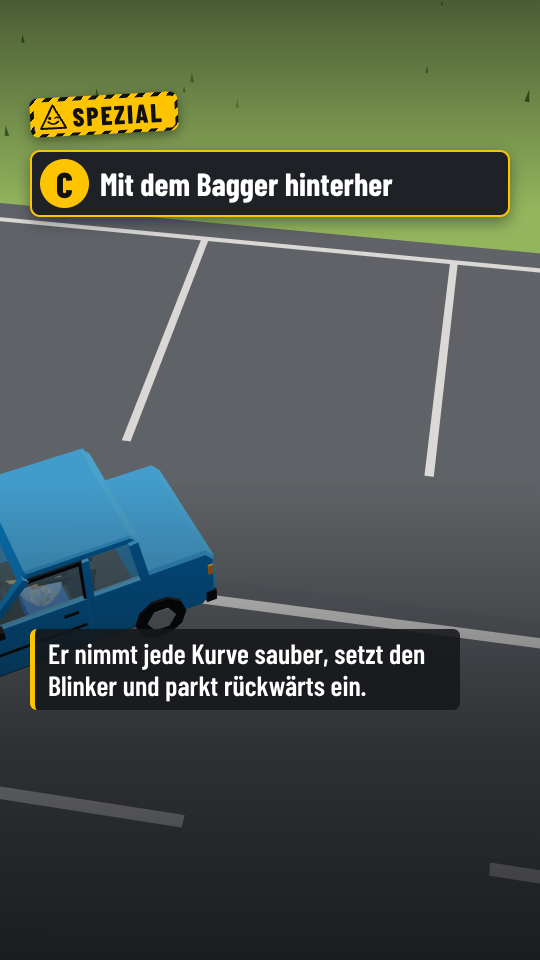 SPEZIAL
C Mit dem Bagger hinterher
Er nimmt jede Kurve sauber, setzt den
Blinker und parkt rückwärts ein.